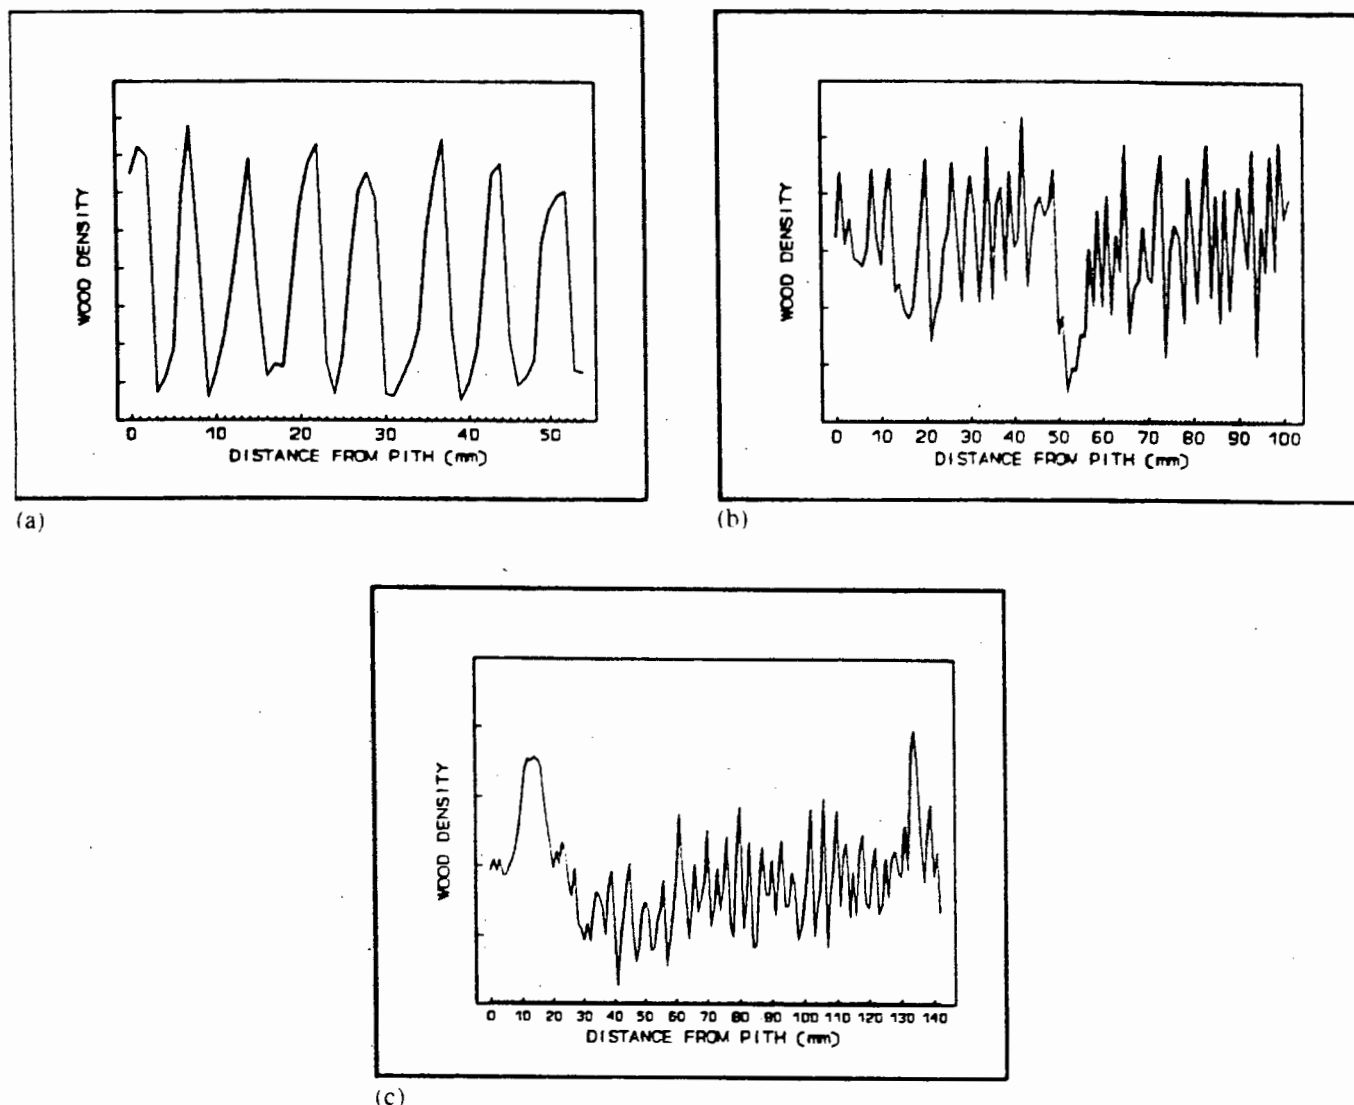 WOOD DENSITY
0 10 20 30 40 50
DISTANCE FROM PITH (mm)
(a)
WOOD DENSITY
0 10 20 30 40 50 60 70 80 90 100
DISTANCE FROM PITH (mm)
(b)
WOOD DENSITY
0 10 20 30 40 50 60 70 80 90 100 110 120 130 140
DISTANCE FROM PITH (mm)
(c)